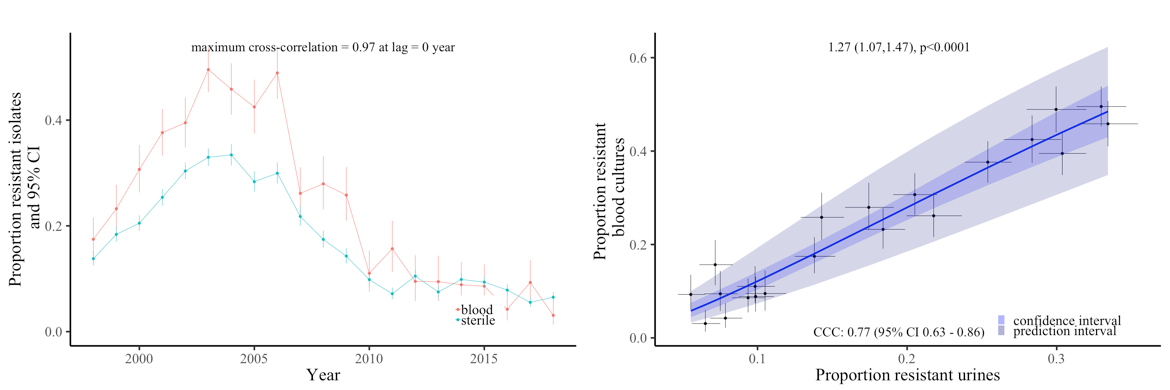 maximum cross-correlation = 0.97 at lag = 0 year
Proportion resistant isolates
and 95% CI
0.4
0.2
0.0
blood
sterile
2000
2005
2010
2015
Year
1.27 (1.07,1.47), p<0.0001
Proportion resistant
blood cultures
0.6
0.4
0.2
0.0
CCC: 0.77 (95% CI 0.63 - 0.86)
confidence interval
prediction interval
0.1
0.2
0.3
Proportion resistant urines